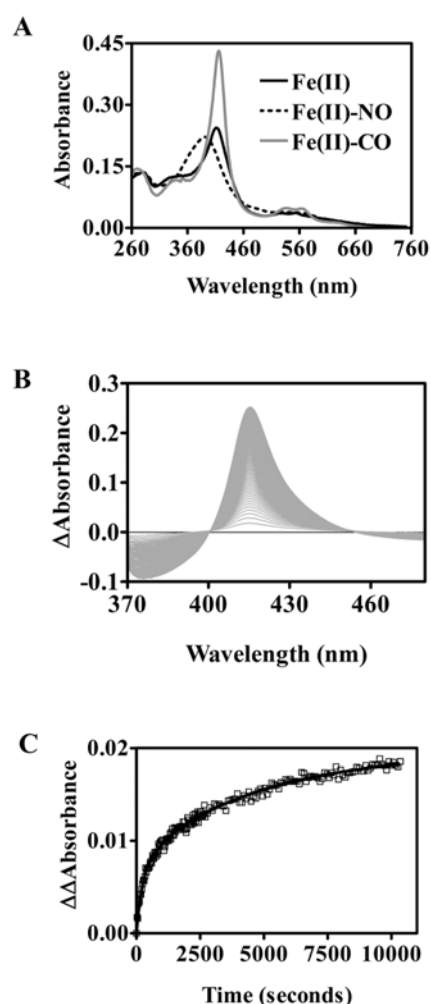 A
0.45
0.30
0.15
0.00
Absorbance
Fe(II)
Fe(II)-NO
Fe(II)-CO
260 360 460 560 660 760
Wavelength (nm)
B
0.3
0.2
0.1
0.0
-0.1
ΔAbsorbance
370 400 430 460
Wavelength (nm)
C
0.02
0.01
0.00
ΔΔAbsorbance
0 2500 5000 7500 10000
Time (seconds)